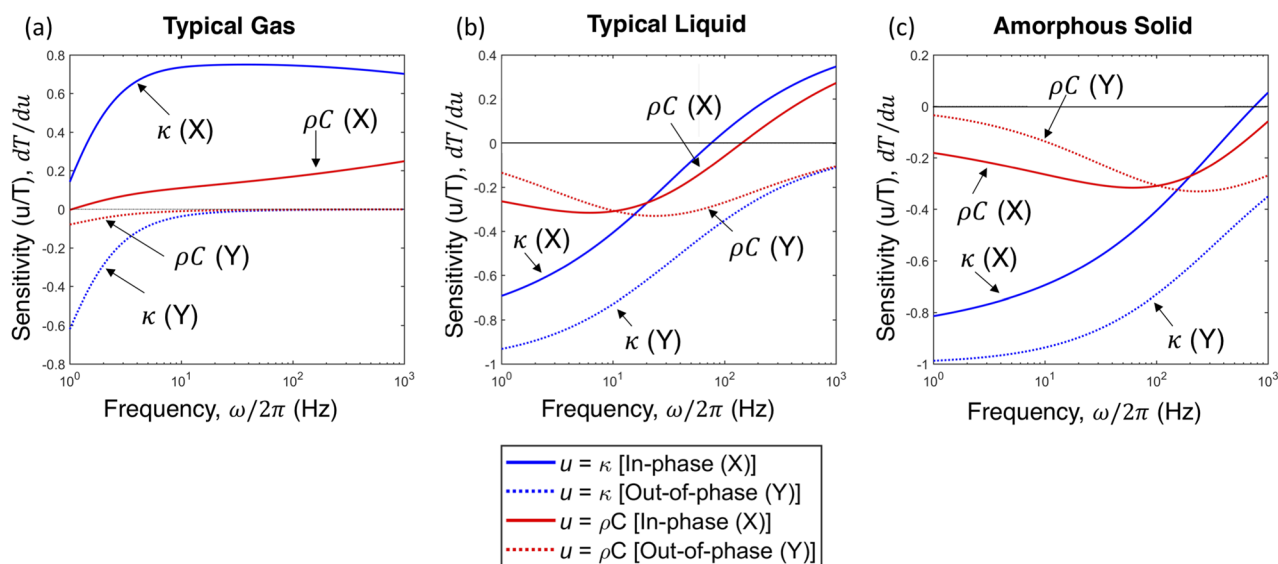 (a) Typical Gas
0.8
0.6
0.4
0.2
0
-0.2
-0.4
-0.6
-0.8
Sensitivity (u/T), dT/du
κ (X)
ρC (X)
ρC (Y)
κ (Y)
10^0 10^1 10^2 10^3
Frequency, ω/2π (Hz)
(b) Typical Liquid
0.4
0.2
0
-0.2
-0.4
-0.6
-0.8
-1
Sensitivity (u/T), dT/du
ρC (X)
κ (X)
ρC (Y)
κ (Y)
10^0 10^1 10^2 10^3
Frequency, ω/2π (Hz)
(c) Amorphous Solid
0.2
0
-0.2
-0.4
-0.6
-0.8
-1
Sensitivity (u/T), dT/du
ρC (Y)
ρC (X)
κ (X)
κ (Y)
10^0 10^1 10^2 10^3
Frequency, ω/2π (Hz)
u = κ [In-phase (X)]
u = κ [Out-of-phase (Y)]
u = ρC [In-phase (X)]
u = ρC [Out-of-phase (Y)]